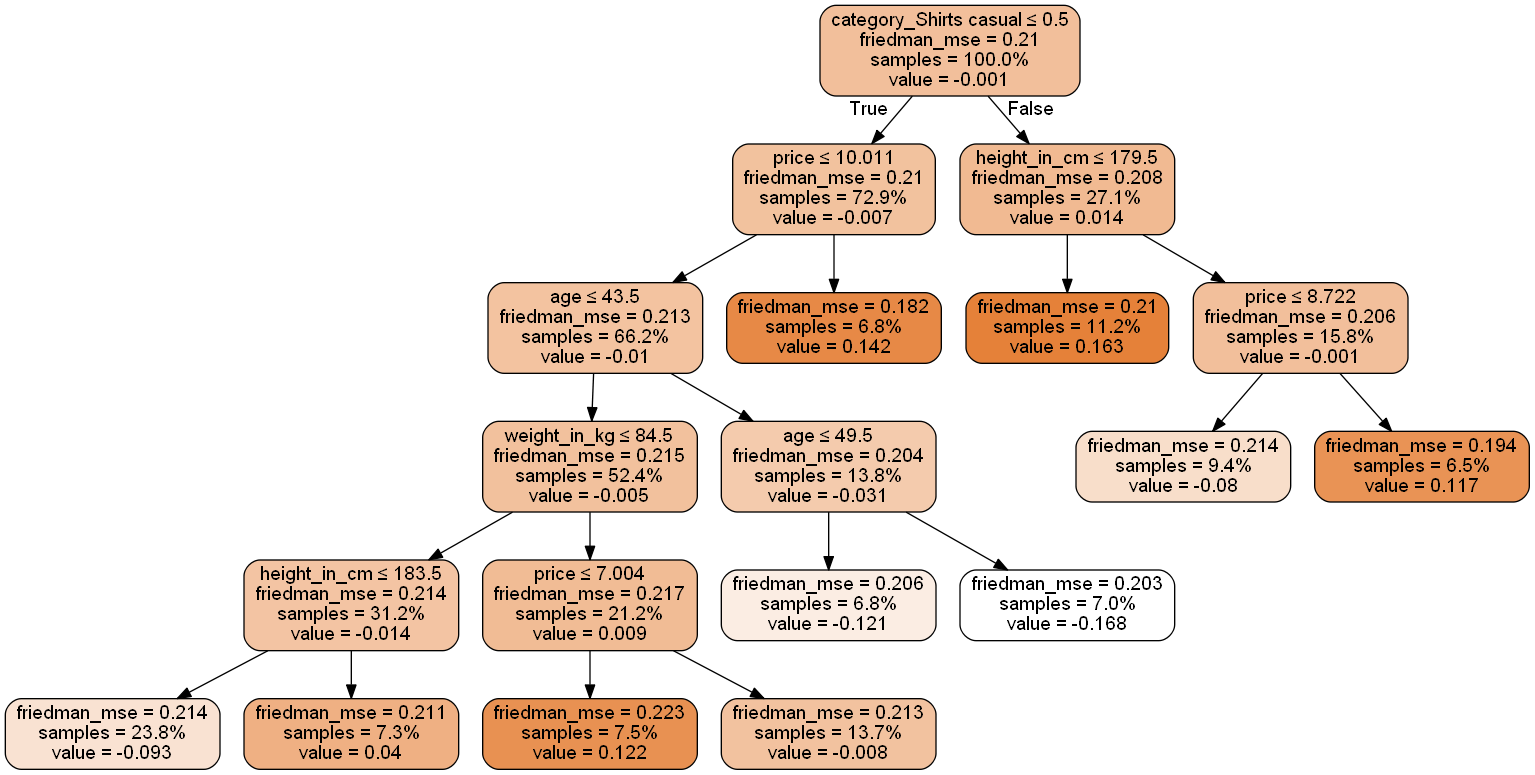 category_Shirts casual ≤ 0.5
friedman_mse = 0.21
samples = 100.0%
value = -0.001
True
False
price ≤ 10.011
friedman_mse = 0.21
samples = 72.9%
value = -0.007
height_in_cm ≤ 179.5
friedman_mse = 0.208
samples = 27.1%
value = 0.014
age ≤ 43.5
friedman_mse = 0.213
samples = 66.2%
value = -0.01
friedman_mse = 0.182
samples = 6.8%
value = 0.142
friedman_mse = 0.21
samples = 11.2%
value = 0.163
price ≤ 8.722
friedman_mse = 0.206
samples = 15.8%
value = -0.001
weight_in_kg ≤ 84.5
friedman_mse = 0.215
samples = 52.4%
value = -0.005
age ≤ 49.5
friedman_mse = 0.204
samples = 13.8%
value = -0.031
friedman_mse = 0.214
samples = 9.4%
value = -0.08
friedman_mse = 0.194
samples = 6.5%
value = 0.117
height_in_cm ≤ 183.5
friedman_mse = 0.214
samples = 31.2%
value = -0.014
price ≤ 7.004
friedman_mse = 0.217
samples = 21.2%
value = 0.009
friedman_mse = 0.206
samples = 6.8%
value = -0.121
friedman_mse = 0.203
samples = 7.0%
value = -0.168
friedman_mse = 0.214
samples = 23.8%
value = -0.093
friedman_mse = 0.211
samples = 7.3%
value = 0.04
friedman_mse = 0.223
samples = 7.5%
value = 0.122
friedman_mse = 0.213
samples = 13.7%
value = -0.008